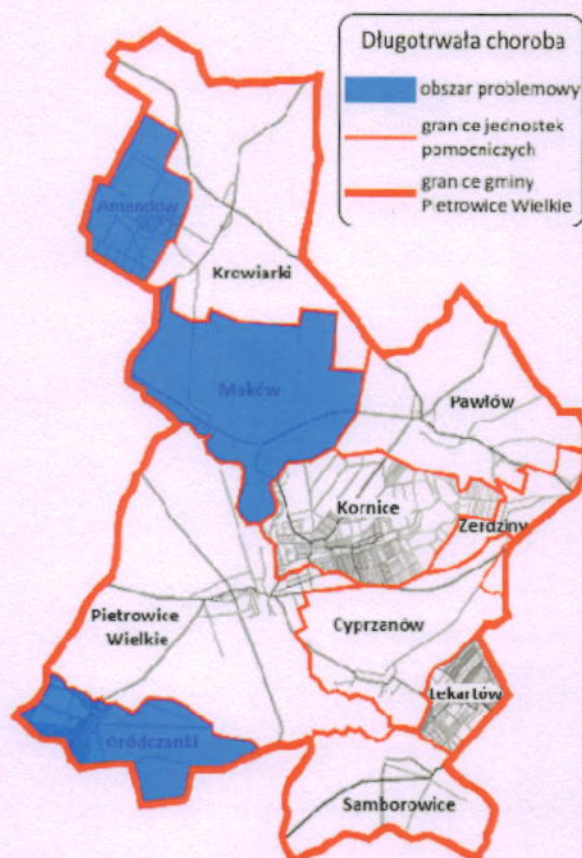 Długotrwała choroba
obszar problemowy
granice jednostek
pomocniczych
granice gminy
Pietrowice Wielkie
Amandów
Krowiarki
Maków
Pawłów
Kornice
Żerdziny
Pietrowice
Wielkie
Cyprzanów
Lekartów
Gródczanki
Samborowice